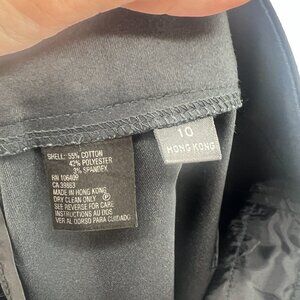 SHELL: 55% COTTON
42% POLYESTER
3% SPANDEX
RN 106409
CA 39863
MADE IN HONG KONG
DRY CLEAN ONLY Ⓟ
SEE REVERSE FOR CARE
INSTRUCTIONS AU DOS
VER AL DORSO PARA CUIDADO
10
HONG KONG